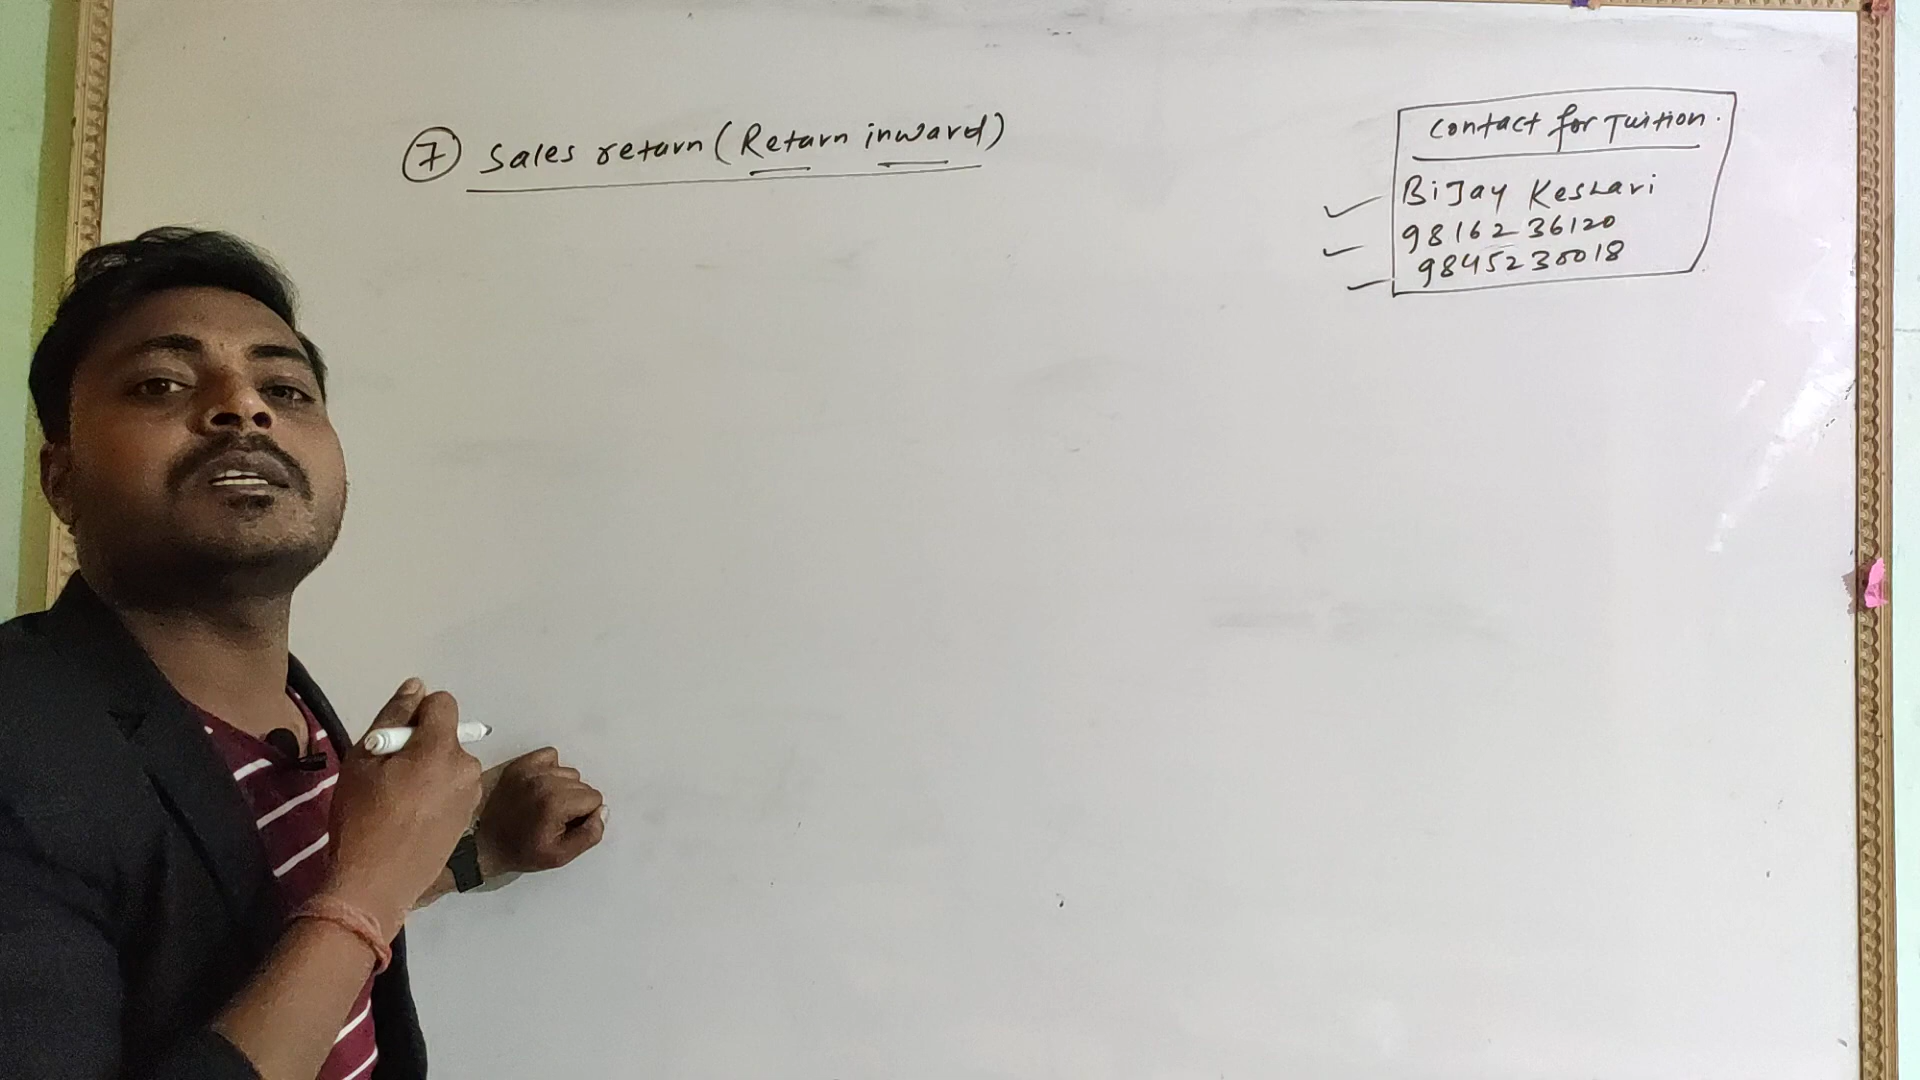 7 Sales return (Return inward)
Contact for Tuition.
BiJay Keshari
9816236120
9845230018